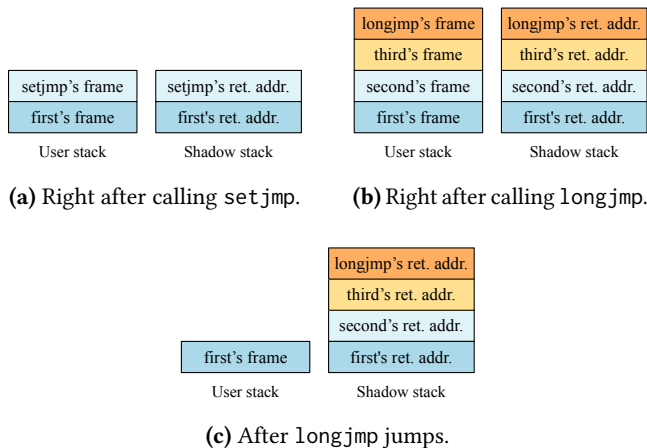 longjmp's frame longjmp's ret. addr.
third's frame third's ret. addr.
setjmp's frame setjmp's ret. addr. second's frame second's ret. addr.
first's frame first's ret. addr. first's frame first's ret. addr.
User stack Shadow stack User stack Shadow stack
(a) Right after calling setjmp. (b) Right after calling longjmp.
longjmp's ret. addr.
third's ret. addr.
second's ret. addr.
first's frame first's ret. addr.
User stack Shadow stack
(c) After longjmp jumps.